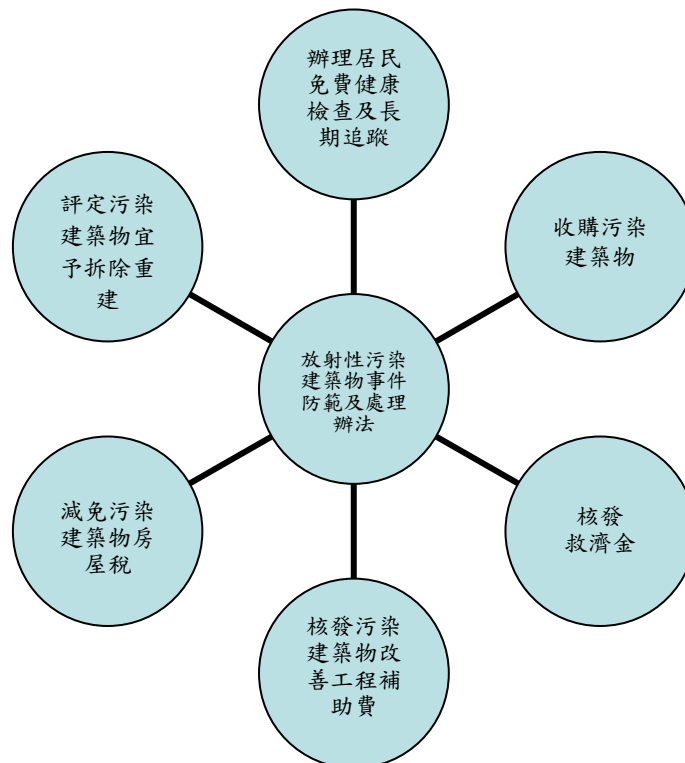 辦理居民
免費健康
檢查及長
期追蹤
評定污染
建築物宜
予拆除重
建
收購污染
建築物
放射性污染
建築物事件
防範及處理
辦法
減免污染
建築物房
屋稅
核發
救濟金
核發污染
建築物改
善工程補
助費